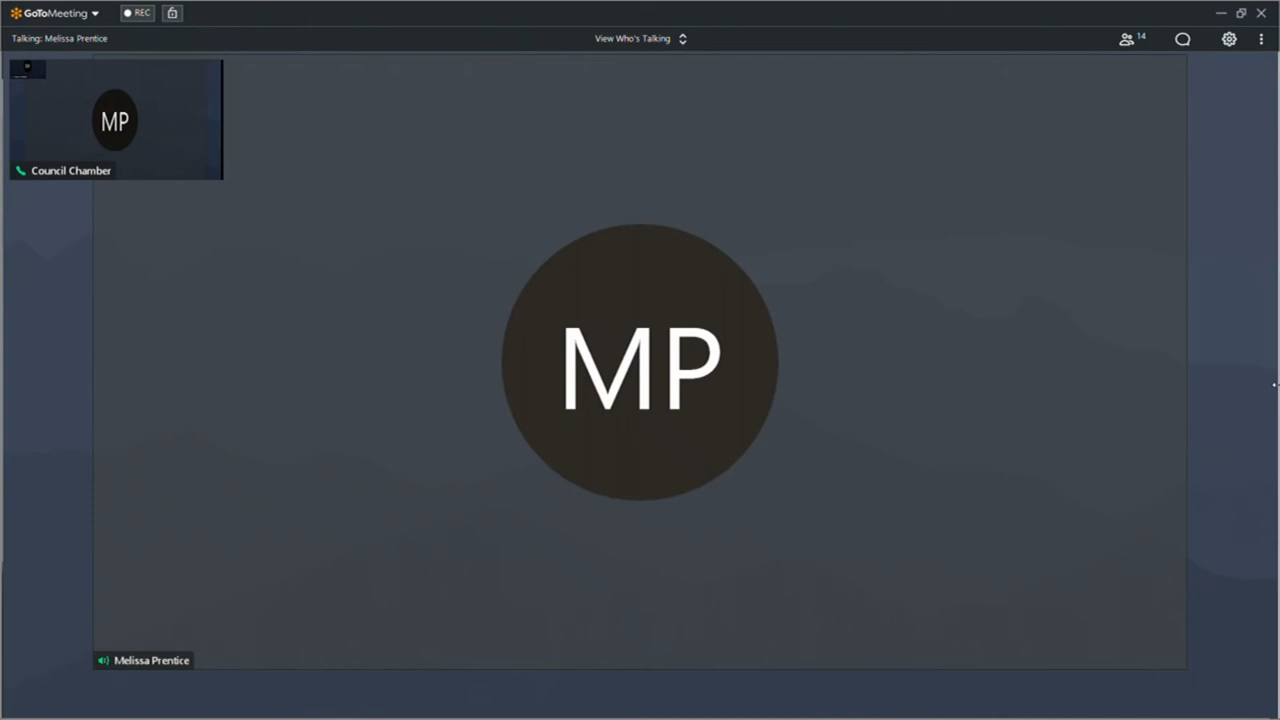 GoToMeeting
REC
Talking: Melissa Prentice
View Who's Talking
14
MP
Council Chamber
MP
Melissa Prentice